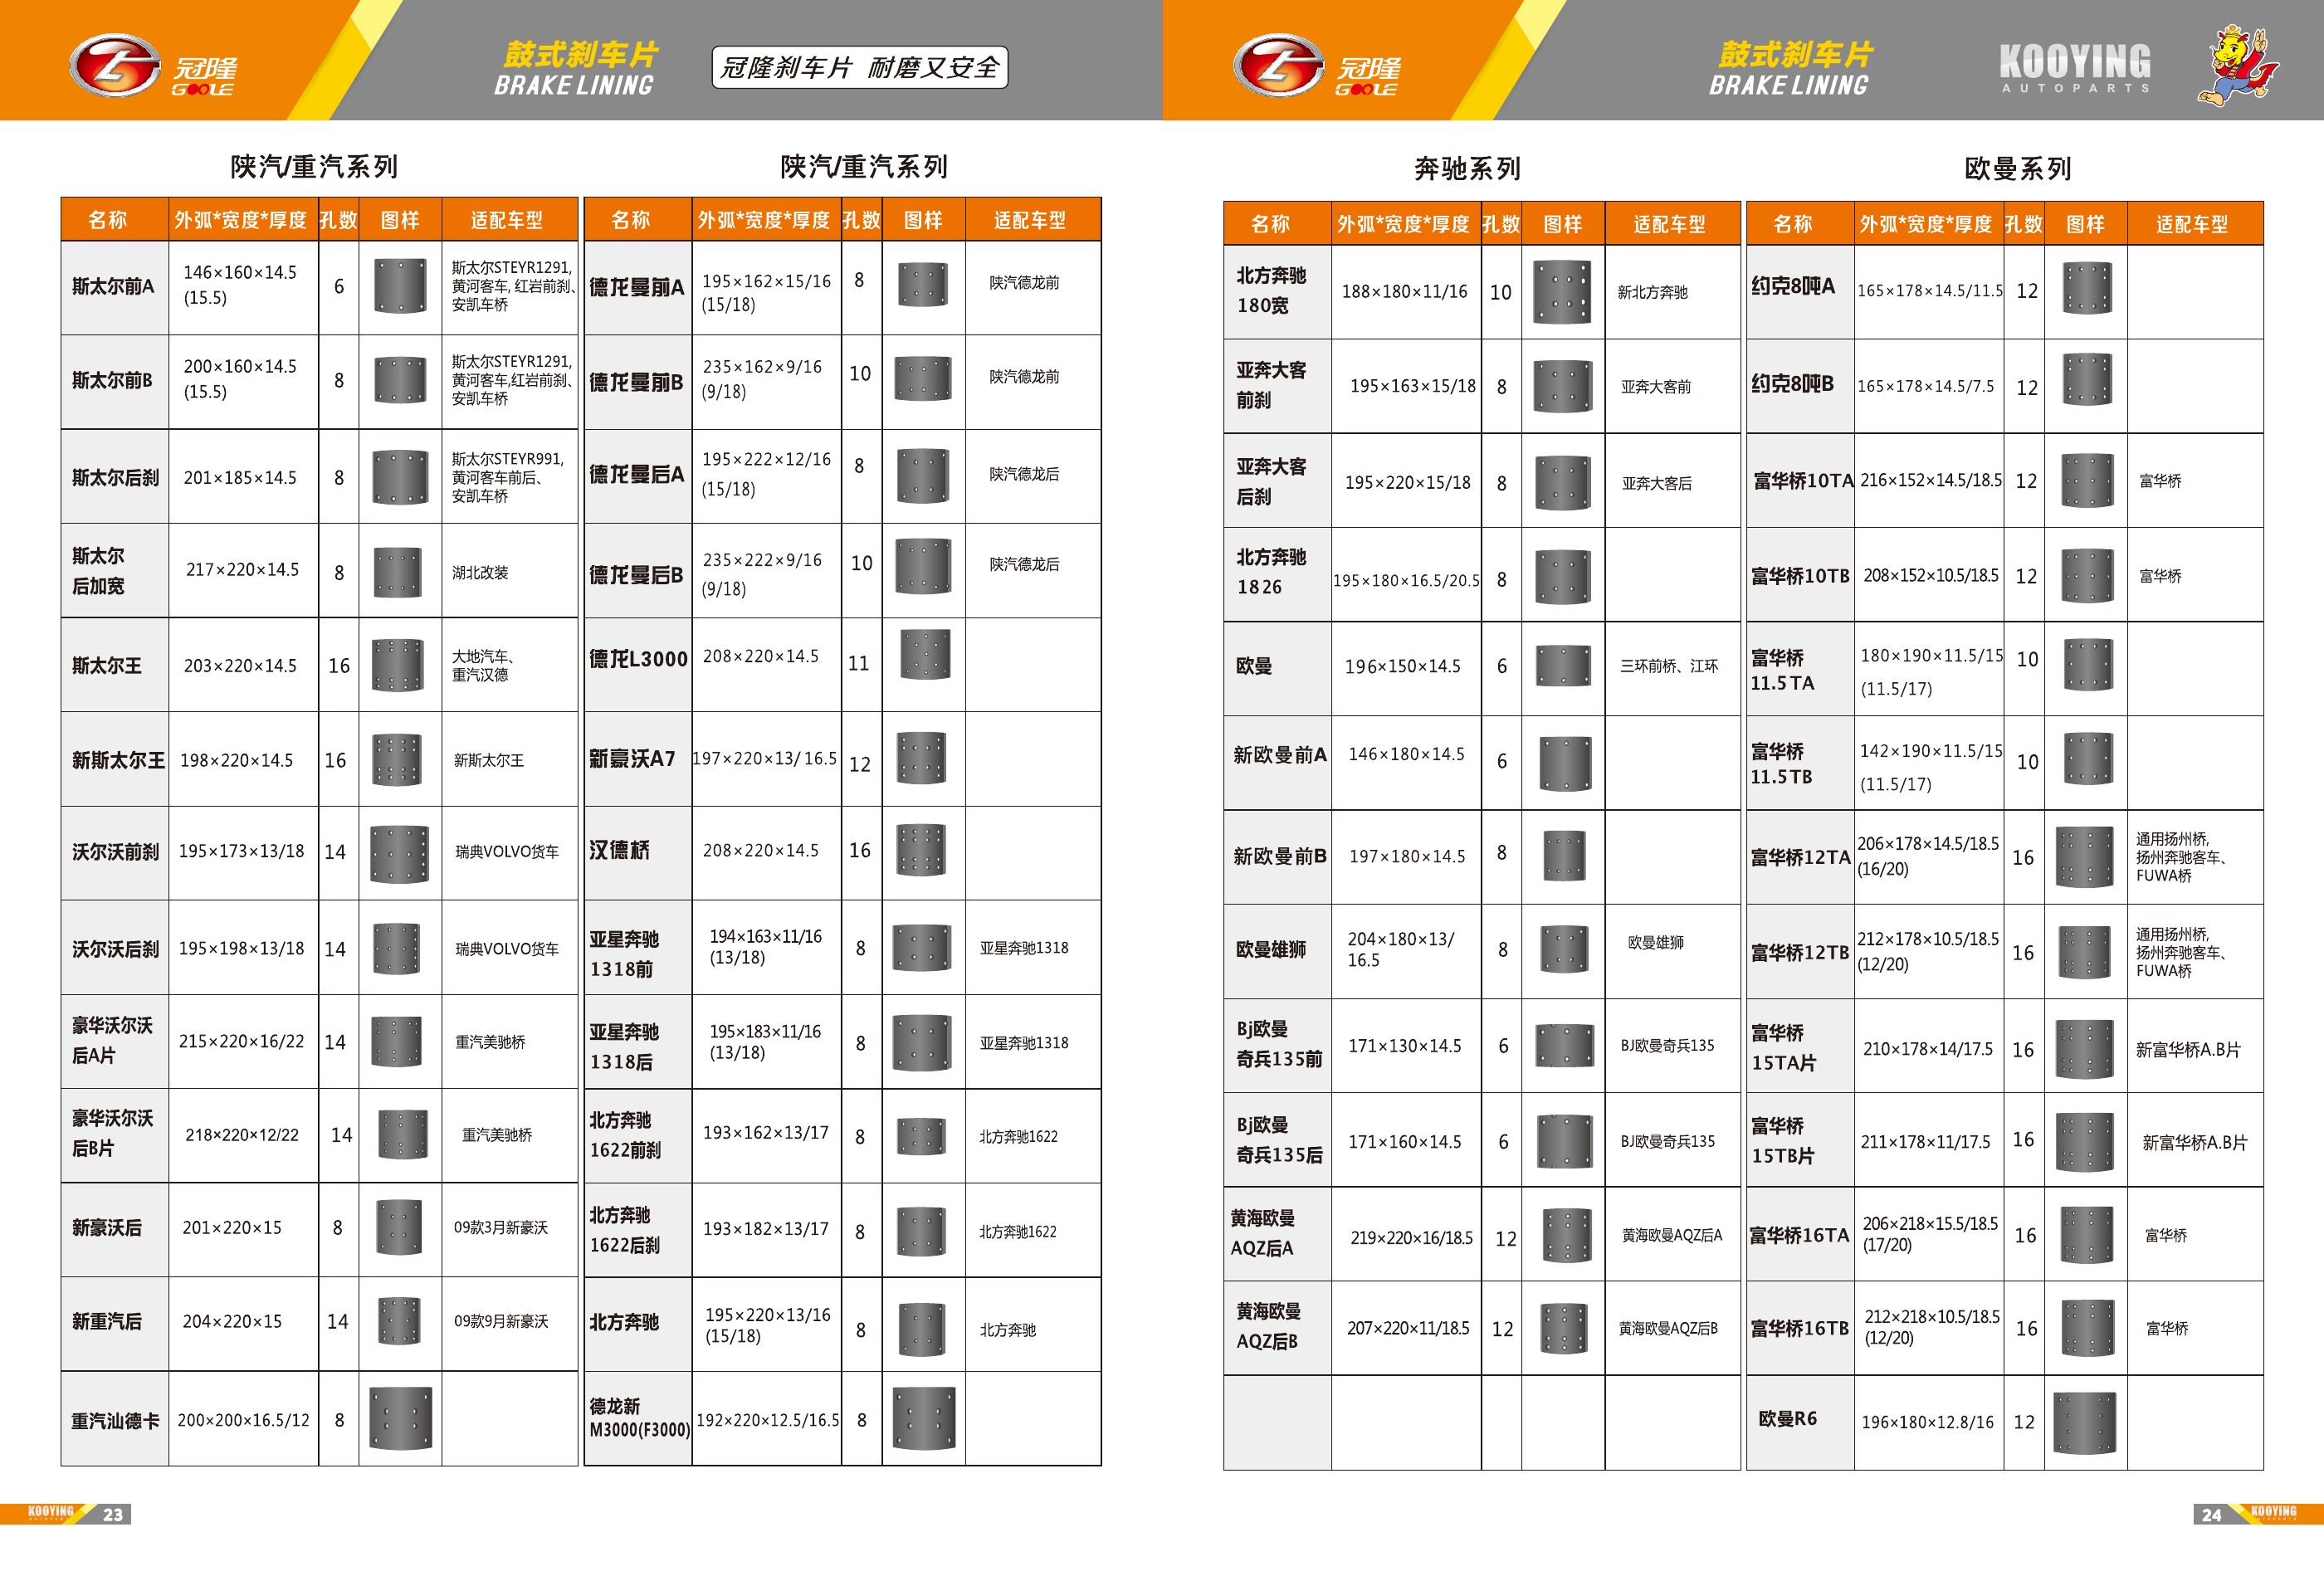 冠隆
GOOLE
鼓式刹车片
BRAKE LINING
冠隆刹车片 耐磨又安全
陕汽/重汽系列
名称 外弧*宽度*厚度 孔数 图样 适配车型
斯太尔前A
146×160×14.5
(15.5)
6
斯太尔STEYR1291,
黄河客车, 红岩前刹、
安凯车桥
斯太尔前B
200×160×14.5
(15.5)
8
斯太尔STEYR1291,
黄河客车,红岩前刹、
安凯车桥
斯太尔后刹
201×185×14.5
8
斯太尔STEYR991,
黄河客车前后、
安凯车桥
斯太尔
后加宽
217×220×14.5
8
湖北改装
斯太尔王
203×220×14.5
16
大地汽车、
重汽汉德
新斯太尔王
198×220×14.5
16
新斯太尔王
沃尔沃前刹
195×173×13/18
14
瑞典VOLVO货车
沃尔沃后刹
195×198×13/18
14
瑞典VOLVO货车
豪华沃尔沃
后A片
215×220×16/22
14
重汽美驰桥
豪华沃尔沃
后B片
218×220×12/22
14
重汽美驰桥
新豪沃后
201×220×15
8
09款3月新豪沃
新重汽后
204×220×15
14
09款9月新豪沃
重汽汕德卡
200×200×16.5/12
8
陕汽/重汽系列
名称 外弧*宽度*厚度 孔数 图样 适配车型
德龙曼前A
195×162×15/16
(15/18)
8
陕汽德龙前
德龙曼前B
235×162×9/16
(9/18)
10
陕汽德龙前
德龙曼后A
195×222×12/16
(15/18)
8
陕汽德龙后
德龙曼后B
235×222×9/16
(9/18)
10
陕汽德龙后
德龙L3000
208×220×14.5
11
新豪沃A7
197×220×13/ 16.5
12
汉德桥
208×220×14.5
16
亚星奔驰
1318前
194×163×11/16
(13/18)
8
亚星奔驰1318
亚星奔驰
1318后
195×183×11/16
(13/18)
8
亚星奔驰1318
北方奔驰
1622前刹
193×162×13/17
8
北方奔驰1622
北方奔驰
1622后刹
193×182×13/17
8
北方奔驰1622
北方奔驰
195×220×13/16
(15/18)
8
北方奔驰
德龙新
M3000(F3000)
192×220×12.5/16.5
8
KOOYING
AUTOPARTS
23
冠隆
GOOLE
鼓式刹车片
BRAKE LINING
KOOYING
AUTOPARTS
奔驰系列
名称 外弧*宽度*厚度 孔数 图样 适配车型
北方奔驰
180宽
188×180×11/16
10
新北方奔驰
亚奔大客
前刹
195×163×15/18
8
亚奔大客前
亚奔大客
后刹
195×220×15/18
8
亚奔大客后
北方奔驰
1826
195×180×16.5/20.5
8
欧曼
196×150×14.5
6
三环前桥、江环
新欧曼前A
146×180×14.5
6
新欧曼前B
197×180×14.5
8
欧曼雄狮
204×180×13/
16.5
8
欧曼雄狮
Bj欧曼
奇兵135前
171×130×14.5
6
BJ欧曼奇兵135
Bj欧曼
奇兵135后
171×160×14.5
6
BJ欧曼奇兵135
黄海欧曼
AQZ后A
219×220×16/18.5
12
黄海欧曼AQZ后A
黄海欧曼
AQZ后B
207×220×11/18.5
12
黄海欧曼AQZ后B
欧曼系列
名称 外弧*宽度*厚度 孔数 图样 适配车型
约克8吨A
165×178×14.5/11.5
12
约克8吨B
165×178×14.5/7.5
12
富华桥10TA
216×152×14.5/18.5
12
富华桥
富华桥10TB
208×152×10.5/18.5
12
富华桥
富华桥
11.5TA
180×190×11.5/15
(11.5/17)
10
富华桥
11.5TB
142×190×11.5/15
(11.5/17)
10
富华桥12TA
206×178×14.5/18.5
(16/20)
16
通用扬州桥,
扬州奔驰客车、
FUWA桥
富华桥12TB
212×178×10.5/18.5
(12/20)
16
通用扬州桥,
扬州奔驰客车、
FUWA桥
富华桥
15TA片
210×178×14/17.5
16
新富华桥A.B片
富华桥
15TB片
211×178×11/17.5
16
新富华桥A.B片
富华桥16TA
206×218×15.5/18.5
(17/20)
16
富华桥
富华桥16TB
212×218×10.5/18.5
(12/20)
16
富华桥
欧曼R6
196×180×12.8/16
12
24
KOOYING
AUTOPARTS